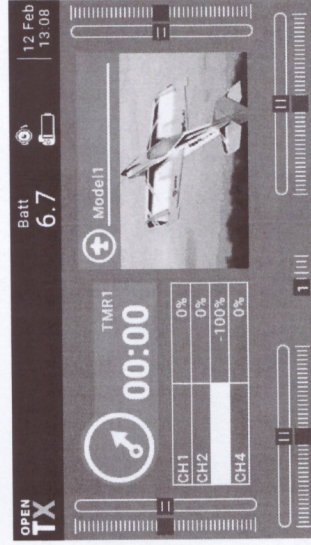 OPEN
TX
Batt
6.7
12 Feb
13:08
TMR1
00:00
Model1
CH1 0%
CH2 0%
-100%
CH4 0%
1